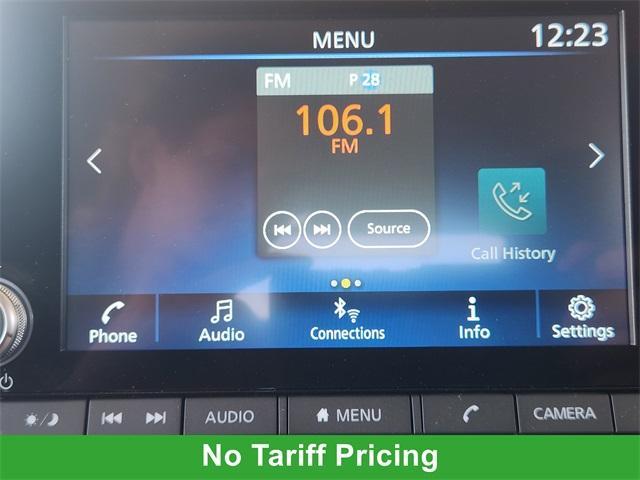 MENU
12:23
FM P 28
106.1
FM
Source
Call History
Phone
Audio
Connections
Info
Settings
AUDIO
MENU
CAMERA
No Tariff Pricing